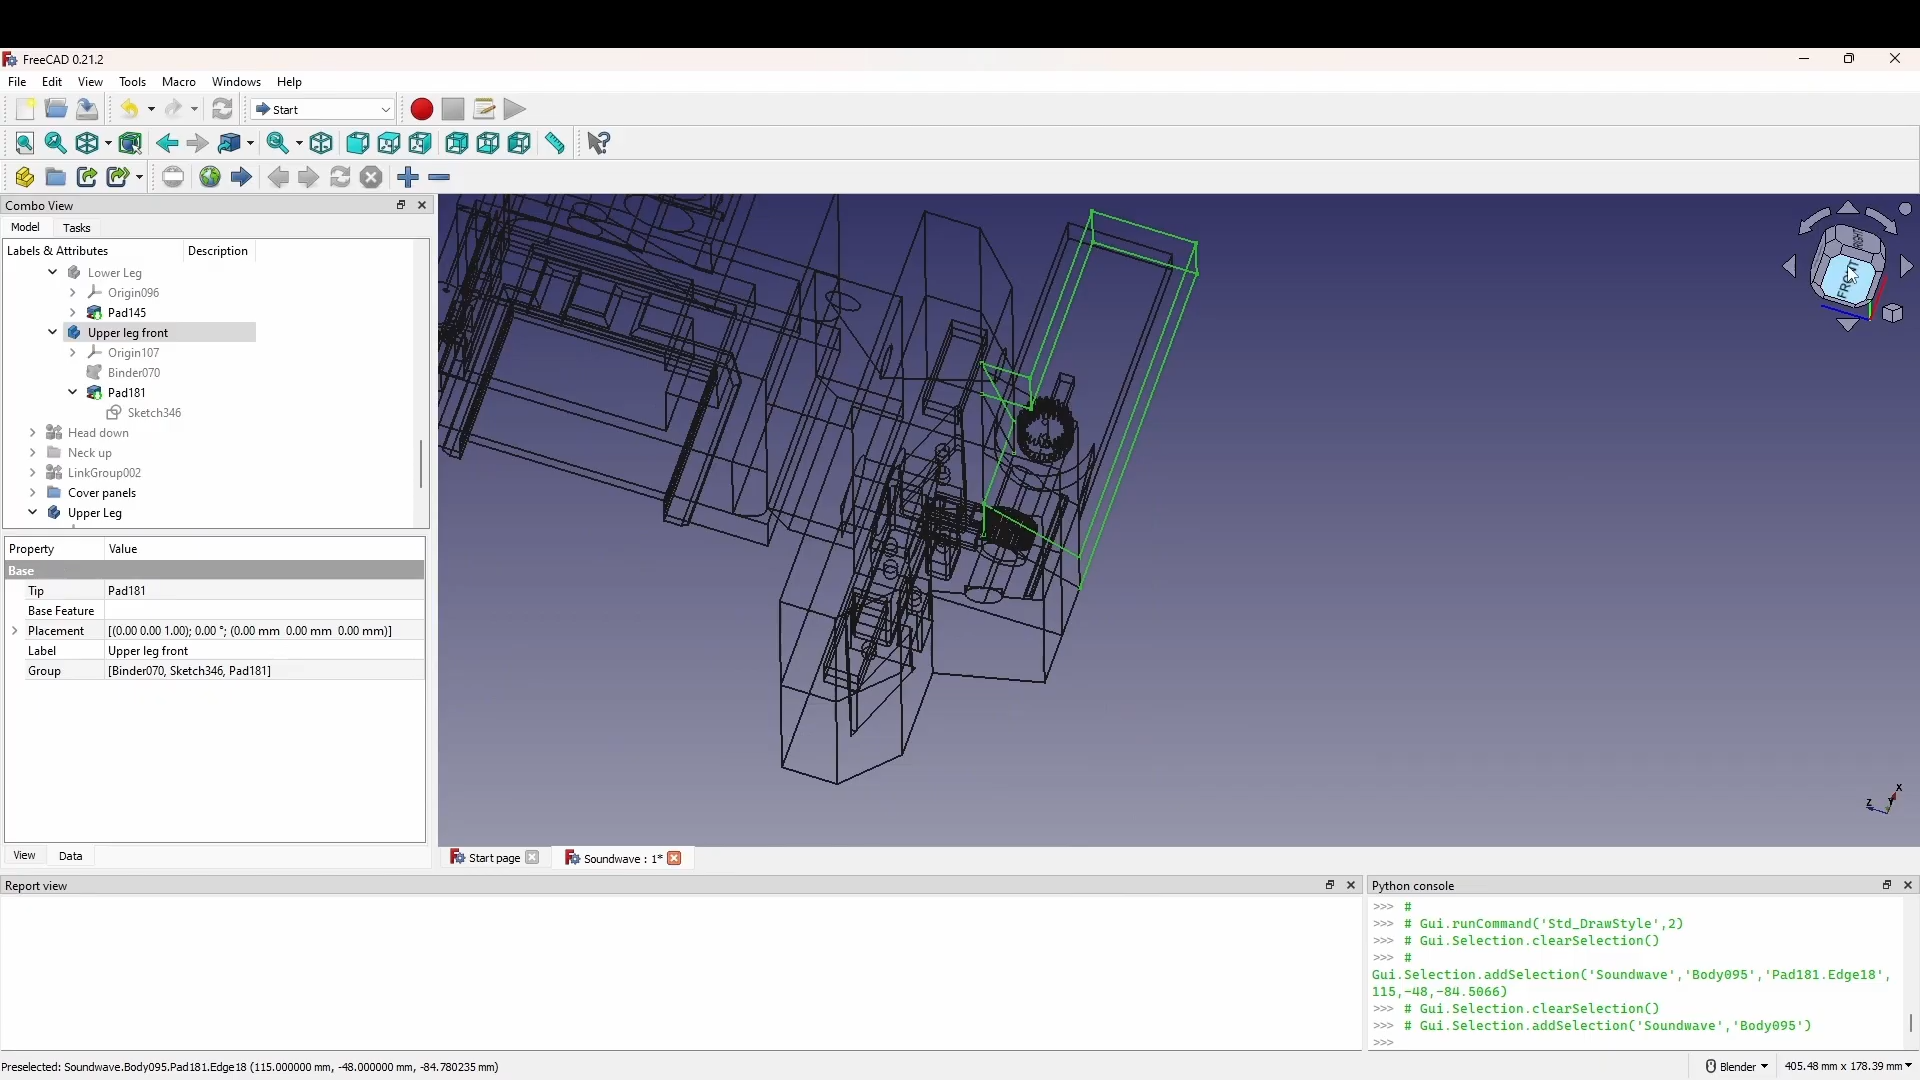 FreeCAD 0.21.2
File Edit View Tools Macro Windows Help
Start
Combo View
Model Tasks
Labels & Attributes Description
Lower Leg
Origin096
Pad145
Upper leg front
Origin107
Binder070
Pad181
Sketch346
Head down
Neck up
LinkGroup002
Cover panels
Upper Leg
Property Value
Base
Tip Pad181
Base Feature
Placement [(0.00 0.00 1.00); 0.00 °; (0.00 mm 0.00 mm 0.00 mm)]
Label Upper leg front
Group [Binder070, Sketch346, Pad181]
View Data
RIGHT
FRONT
X
Z
Y
Start page
Soundwave : 1*
Report view
Python console
>>> #
>>> # Gui.runCommand('Std_DrawStyle',2)
>>> # Gui.Selection.clearSelection()
>>> #
Gui.Selection.addSelection('Soundwave','Body095','Pad181.Edge18',
115,-48,-84.5066)
>>> # Gui.Selection.clearSelection()
>>> # Gui.Selection.addSelection('Soundwave','Body095')
>>>
Preselected: Soundwave.Body095.Pad181.Edge18 (115.000000 mm, -48.000000 mm, -84.780235 mm)
Blender
405.48 mm x 178.39 mm